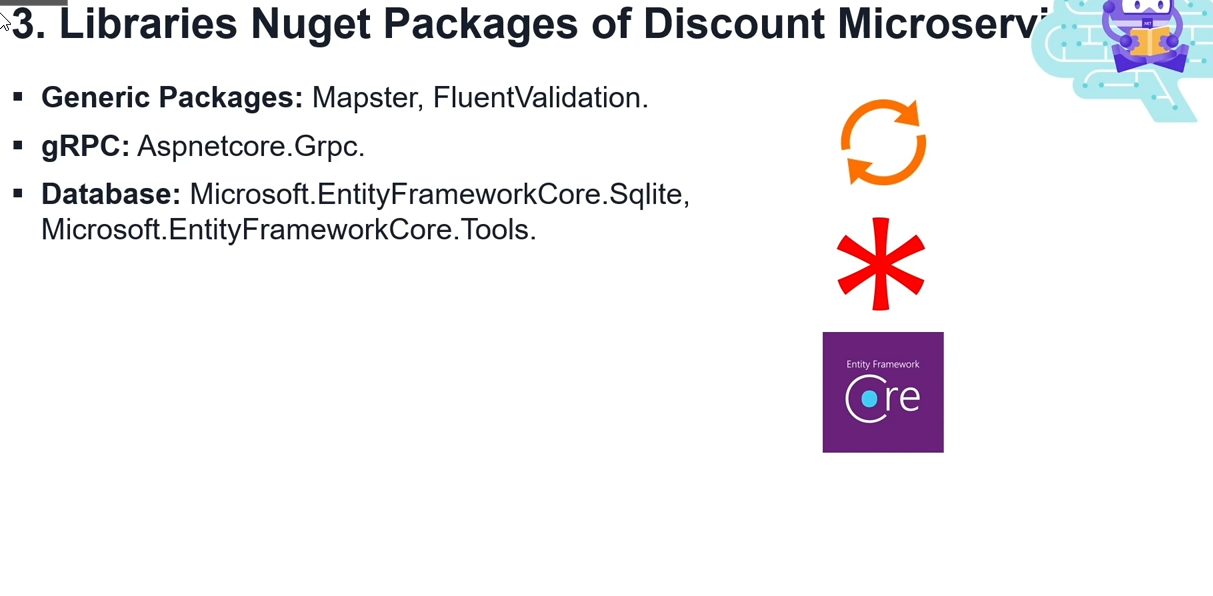 3. Libraries Nuget Packages of Discount Microservi
▪ Generic Packages: Mapster, FluentValidation.
▪ gRPC: Aspnetcore.Grpc.
▪ Database: Microsoft.EntityFrameworkCore.Sqlite,
Microsoft.EntityFrameworkCore.Tools.
Entity Framework
Core